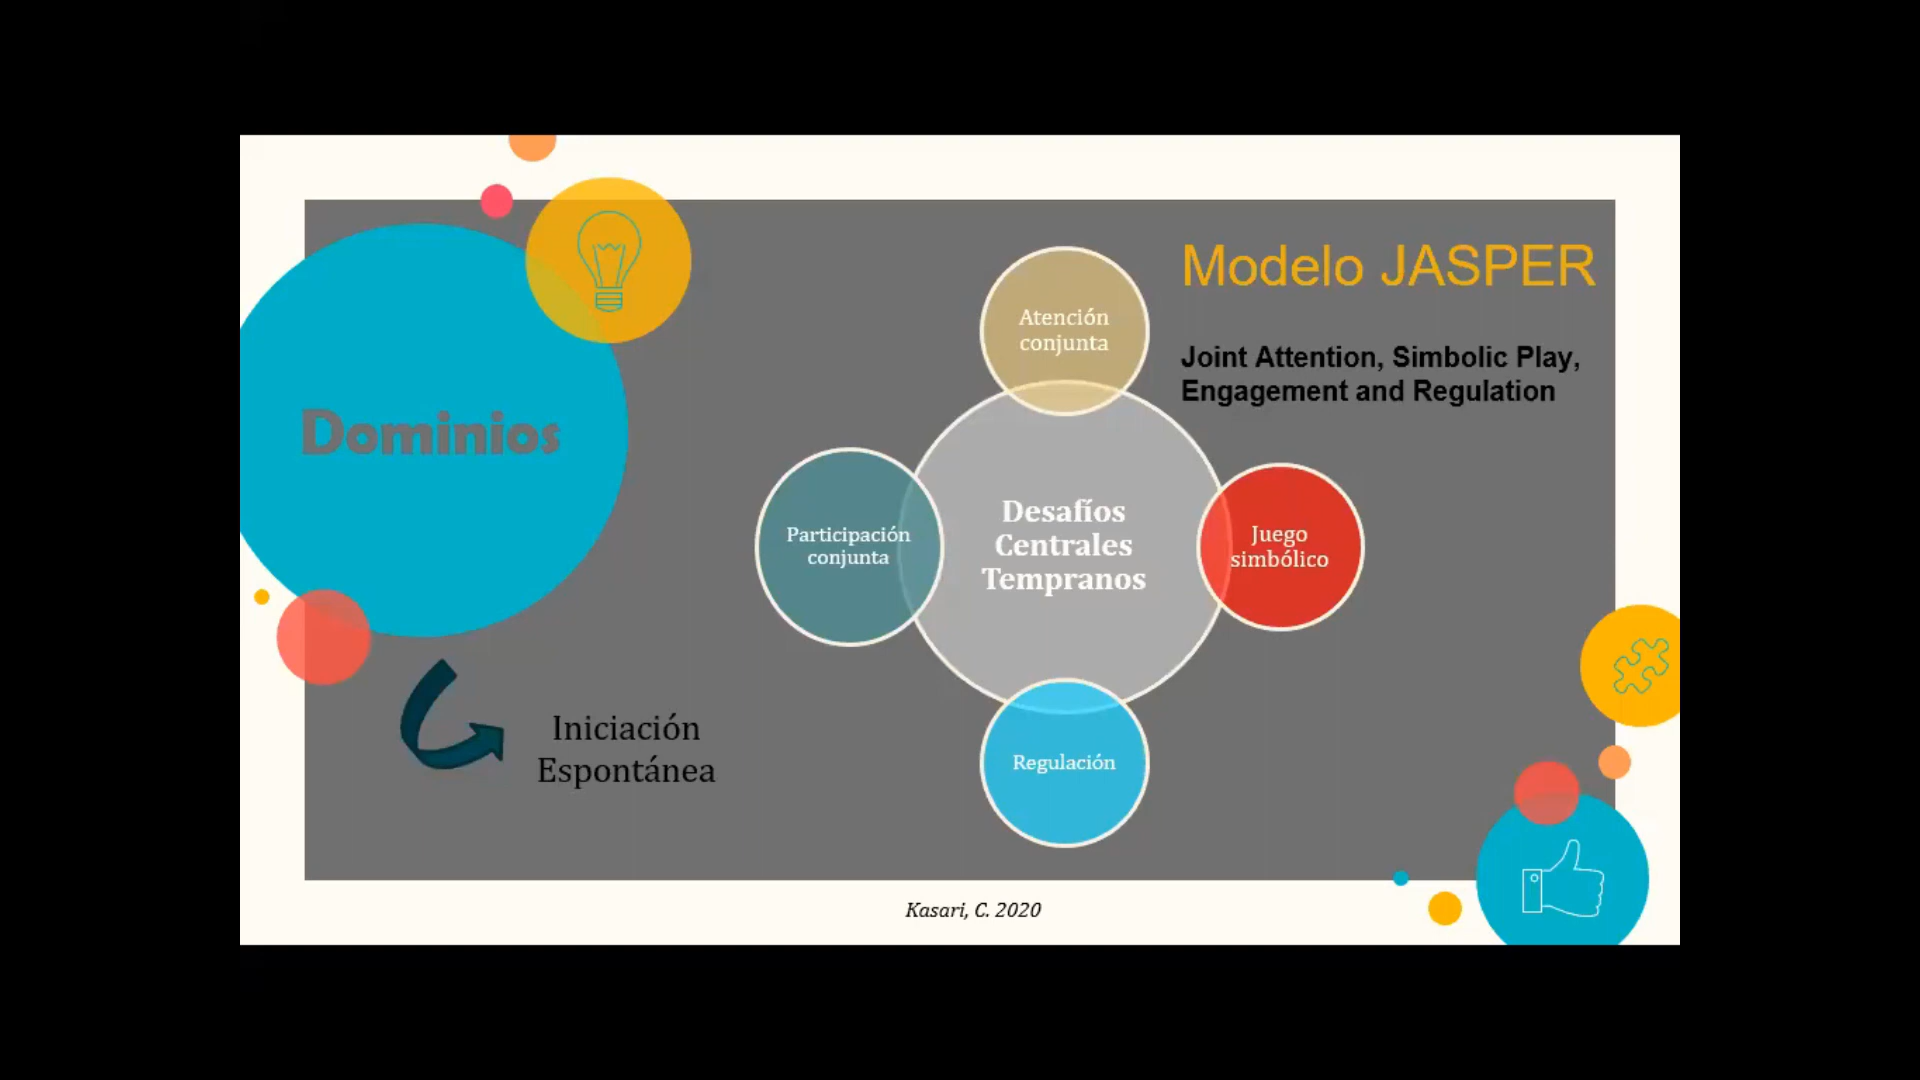 Dominios
Iniciación
Espontánea
Modelo JASPER
Joint Attention, Simbolic Play,
Engagement and Regulation
Atención
conjunta
Participación
conjunta
Desafíos
Centrales
Tempranos
Juego
simbólico
Regulación
Kasari, C. 2020